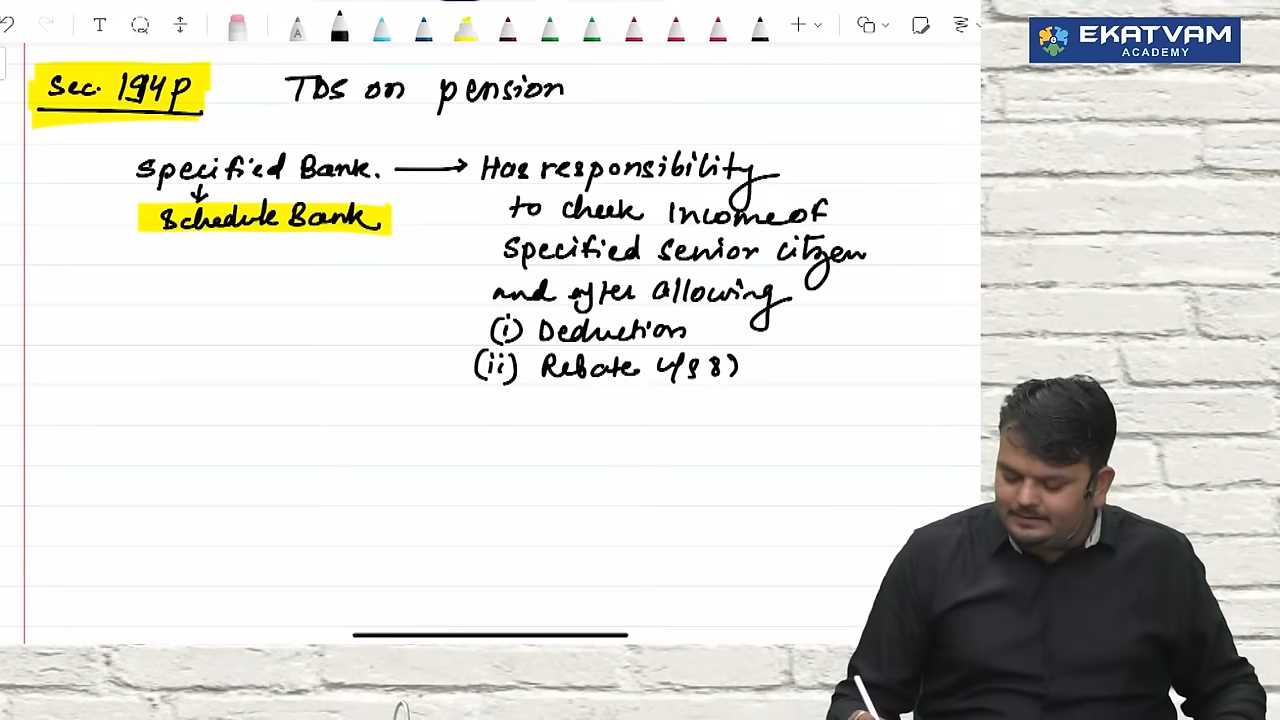 EKATVAM
ACADEMY
Sec. 194P TDS on pension
Specified Bank. → Has responsibility
↓
Schedule Bank
to check Income of
Specified senior citizen
and after allowing
(i) Deduction
(ii) Rebate u/s 8